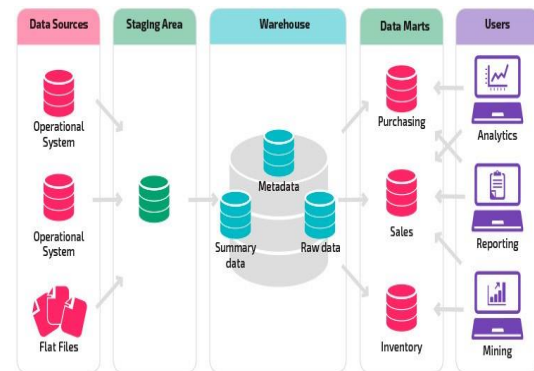 Data Sources
Staging Area
Warehouse
Data Marts
Users
Operational
System
Operational
System
Flat Files
Metadata
Summary
data
Raw data
Purchasing
Sales
Inventory
Analytics
Reporting
Mining